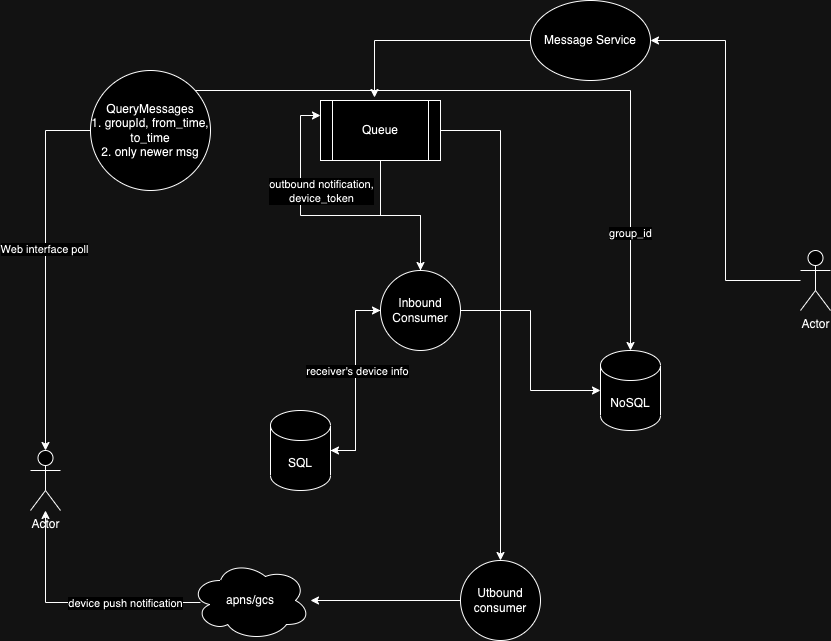 Message Service
QueryMessages
1. groupId, from_time,
to_time
2. only newer msg
Queue
outbound notification,
device_token
Web interface poll
group_id
Inbound
Consumer
Actor
receiver's device info
NoSQL
SQL
Actor
Utbound
consumer
apns/gcs
device push notification